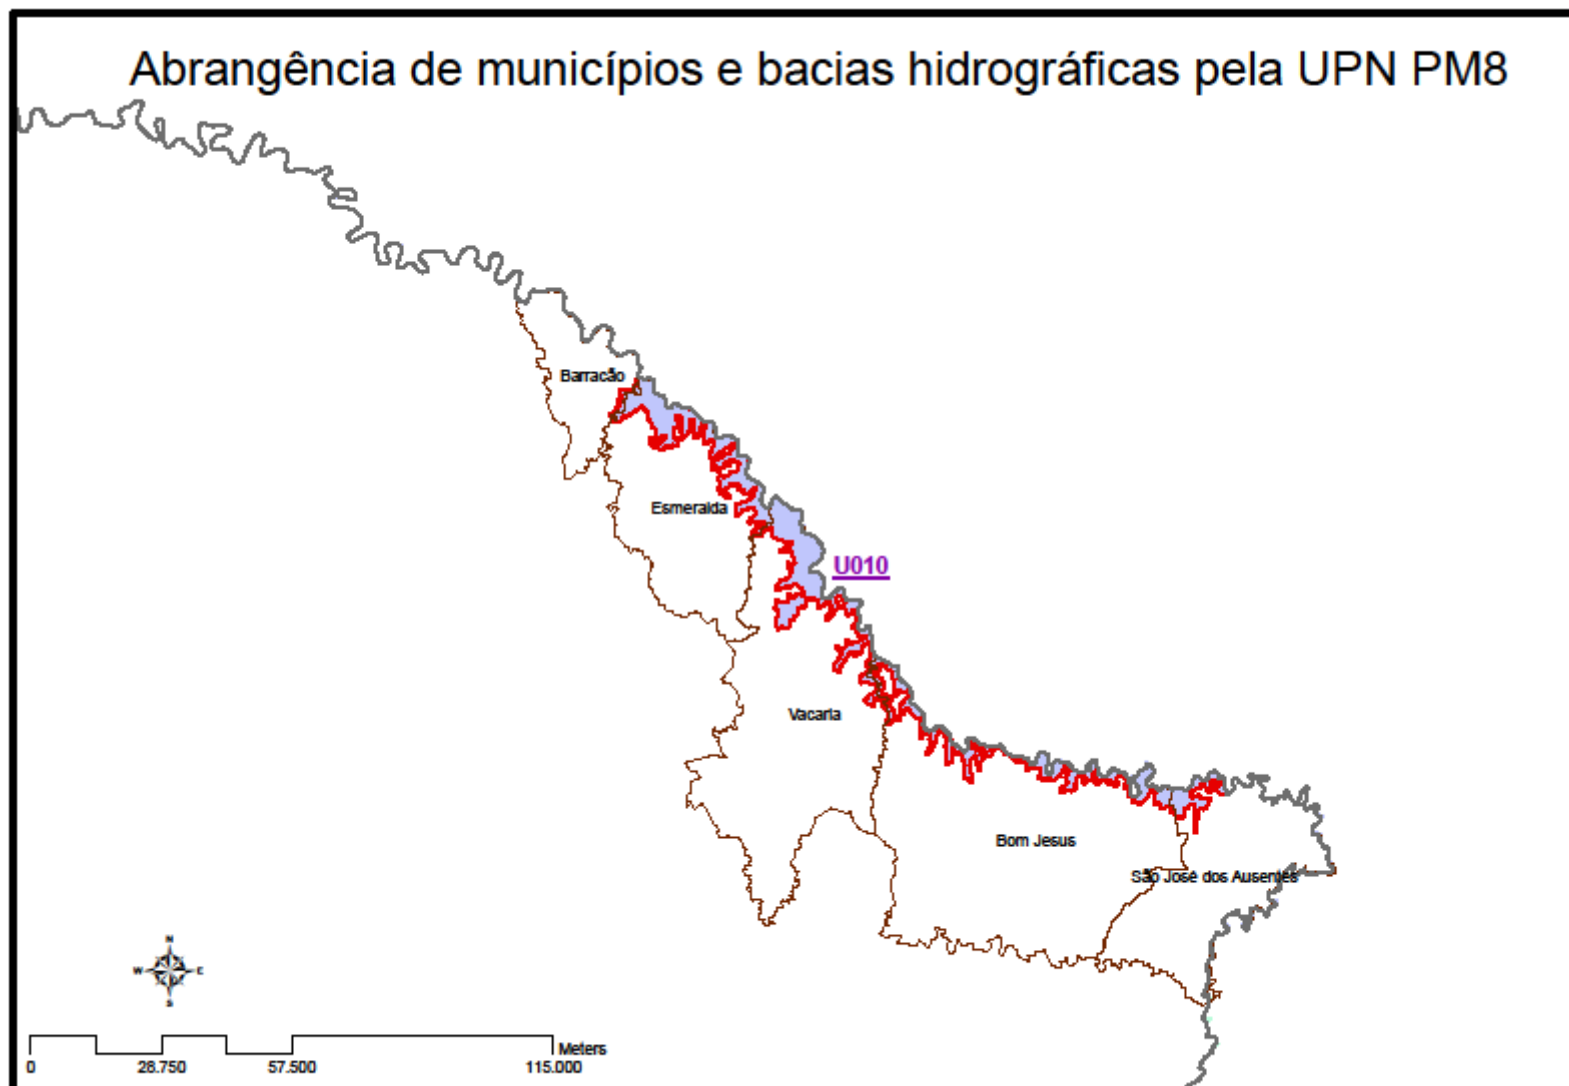 Abrangência de municípios e bacias hidrográficas pela UPN PM8
Barracão
Esmeralda
U010
Vacaria
Bom Jesus
São José dos Ausentes
N
W E
S
Meters
0 28.750 57.500 115.000